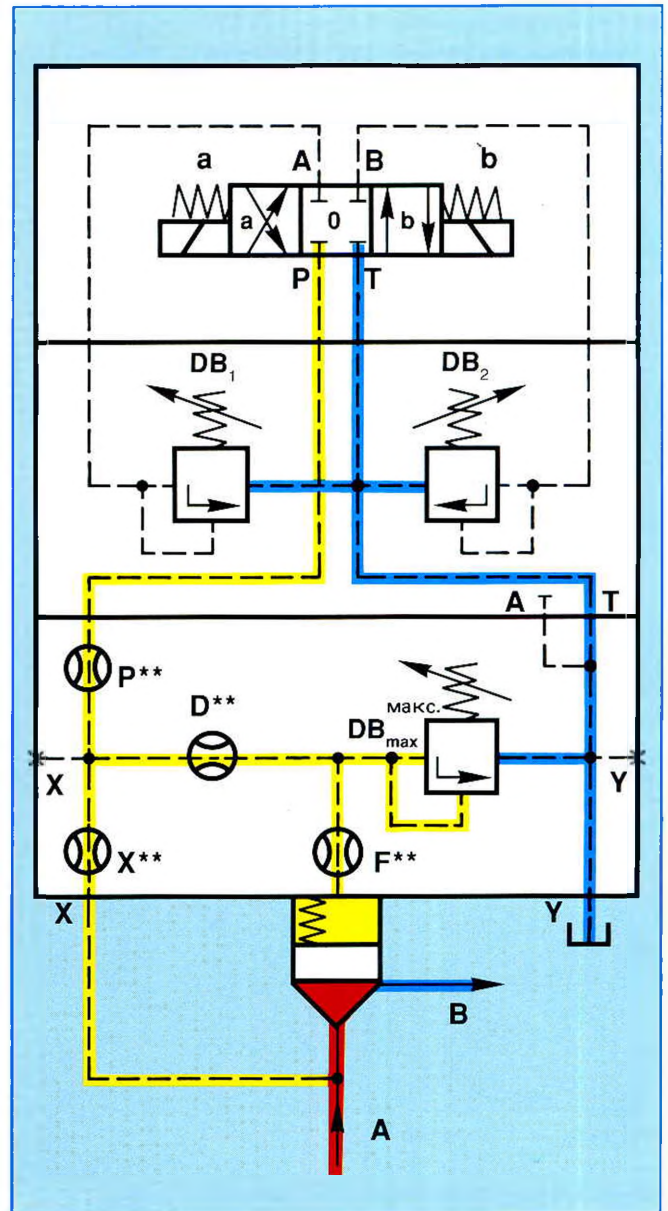 a A B b
a 0 b
P T
DB₁ DB₂
A T
P**
D** макс.
DBmax
X Y
X** F**
X Y
B
A